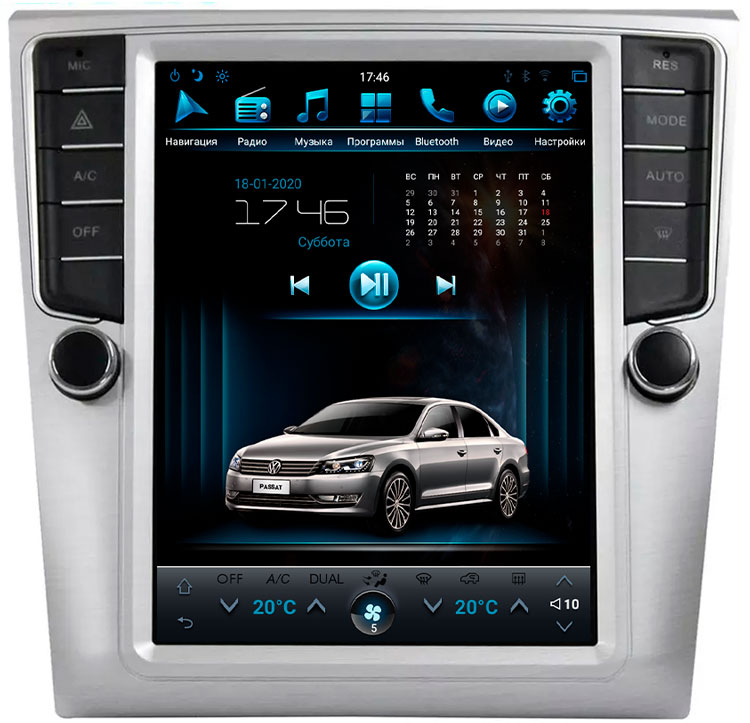 MIC
A/C
OFF
RES
MODE
AUTO
17:46
Навигация Радио Музыка Программы Bluetooth Видео Настройки
18-01-2020
17 46
Суббота
ВС ПН ВТ СР ЧТ ПТ СБ
29 30 31 1 2 3 4
5 6 7 8 9 10 11
12 13 14 15 16 17 18
19 20 21 22 23 24 25
26 27 28 29 30 31 1
2 3 4 5 6 7 8
PASSAT
OFF A/C DUAL
20°C 20°C 10
5